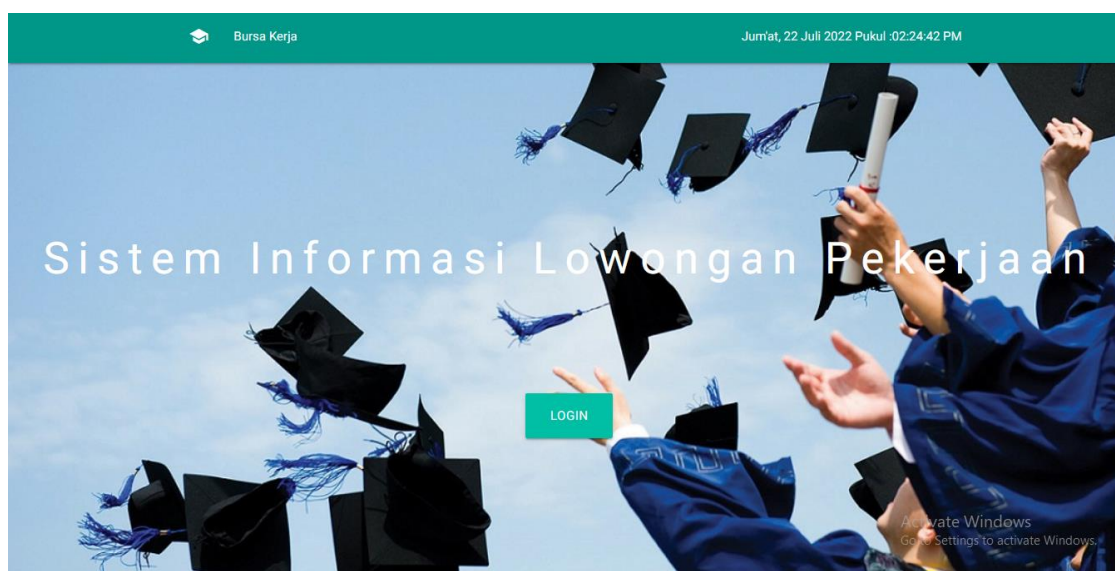 Bursa Kerja
Jum'at, 22 Juli 2022 Pukul :02:24:42 PM
Sistem Informasi Lowongan Pekerjaan
LOGIN
Activate Windows
Go to Settings to activate Windows.